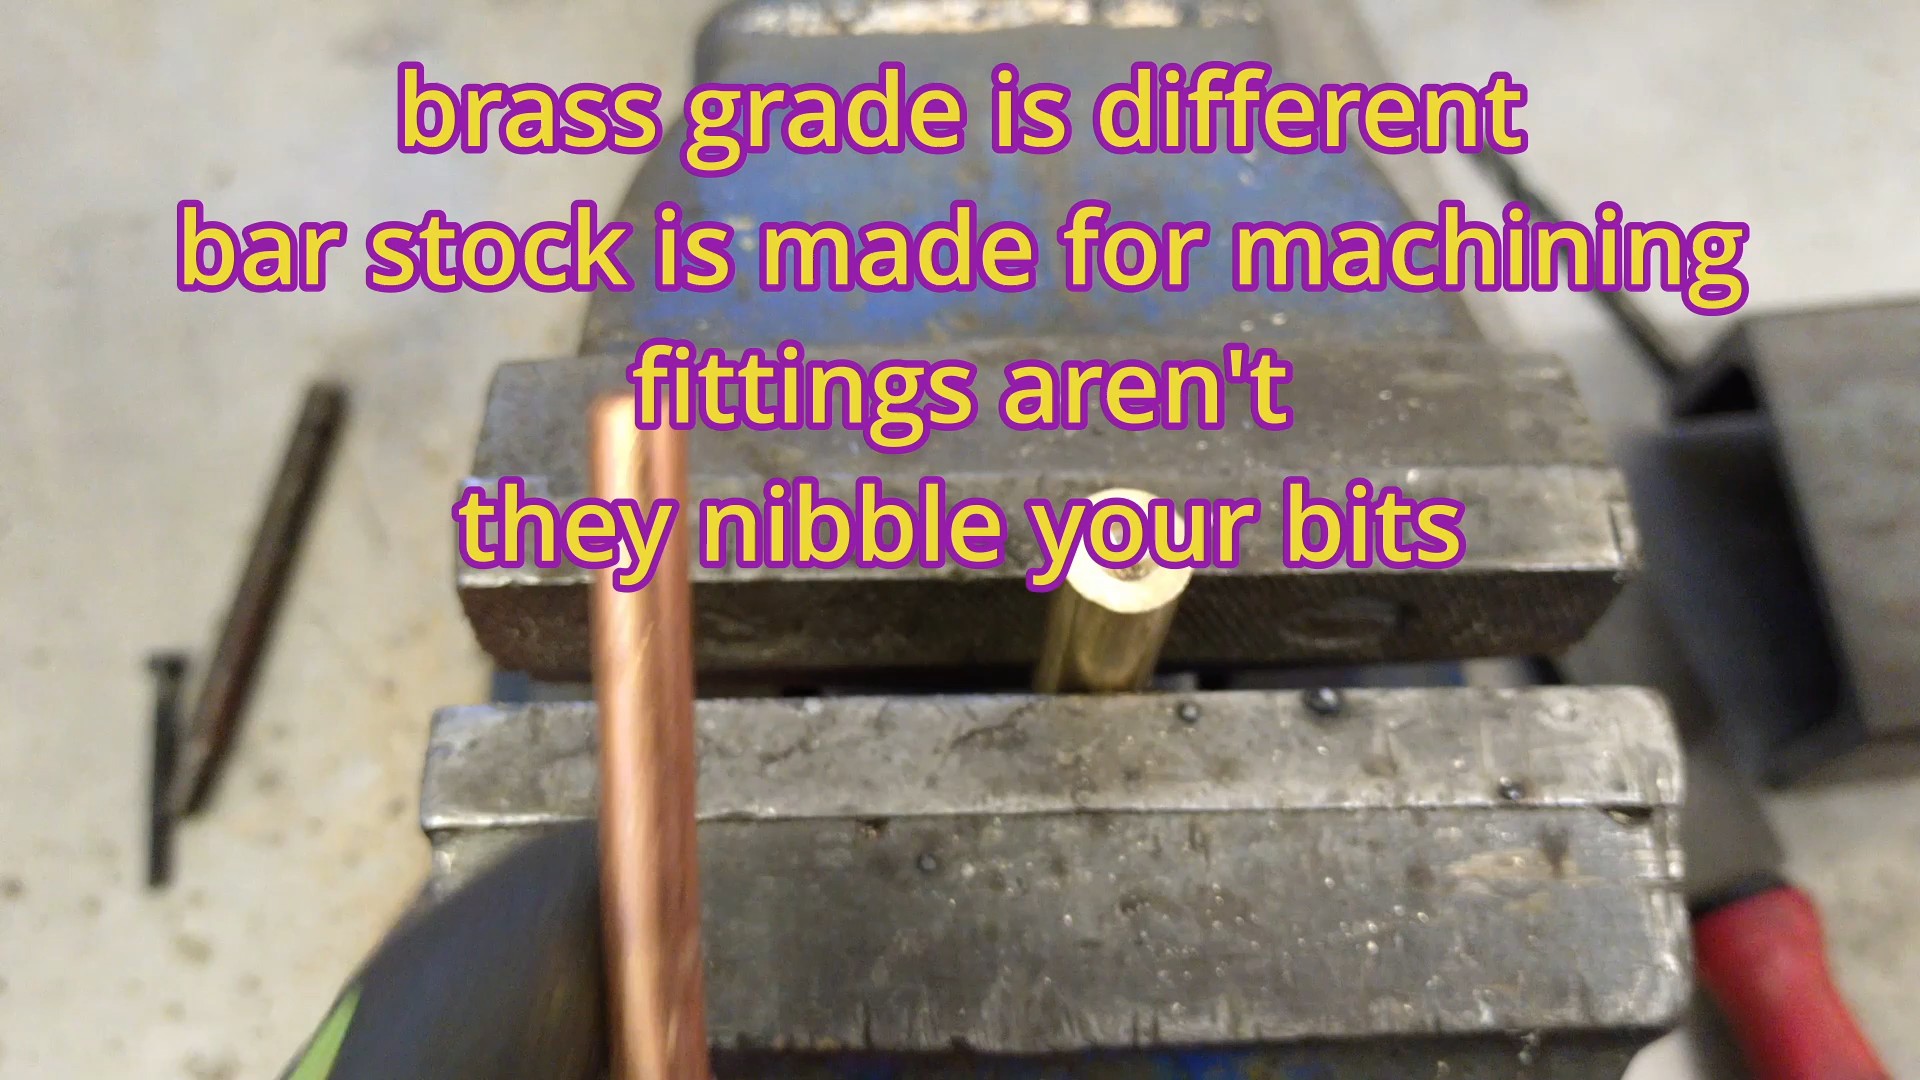 brass grade is different
bar stock is made for machining
fittings aren't
they nibble your bits